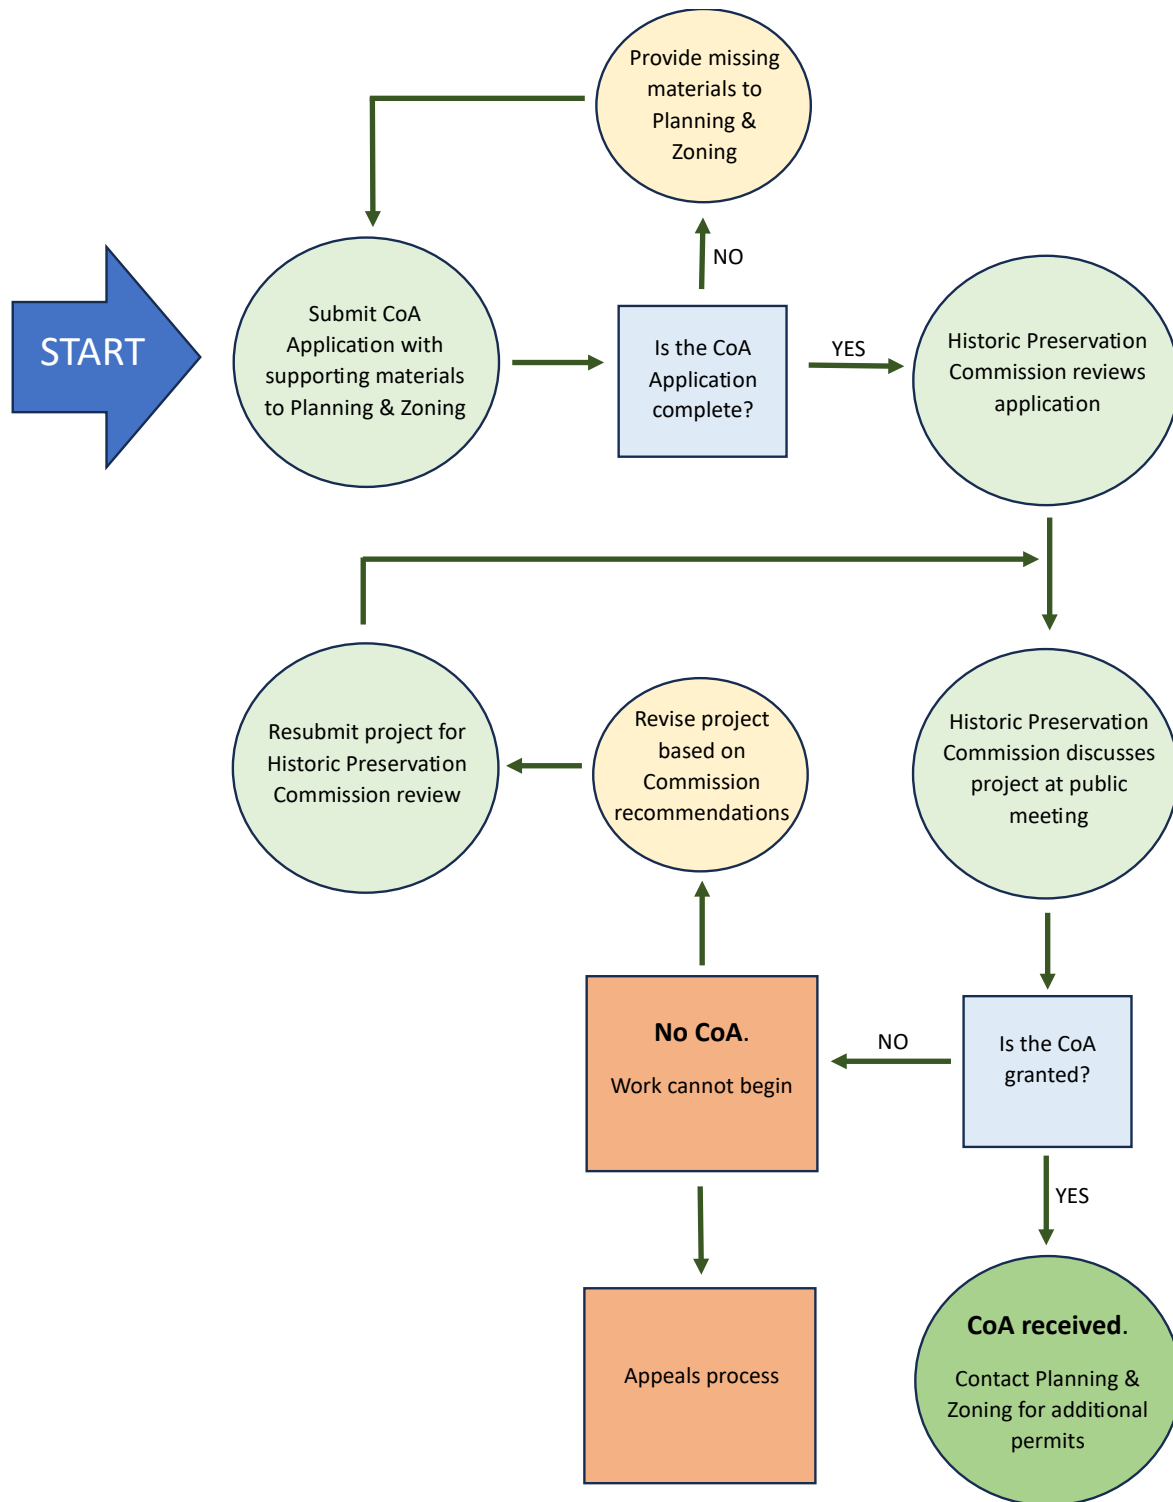 Provide missing
materials to
Planning &
Zoning
NO
START
Submit CoA
Application with
supporting materials
to Planning & Zoning
Is the CoA
Application
complete?
YES
Historic Preservation
Commission reviews
application
Resubmit project for
Historic Preservation
Commission review
Revise project
based on
Commission
recommendations
Historic Preservation
Commission discusses
project at public
meeting
No CoA.
Work cannot begin
NO
Is the CoA
granted?
YES
Appeals process
CoA received.
Contact Planning &
Zoning for additional
permits